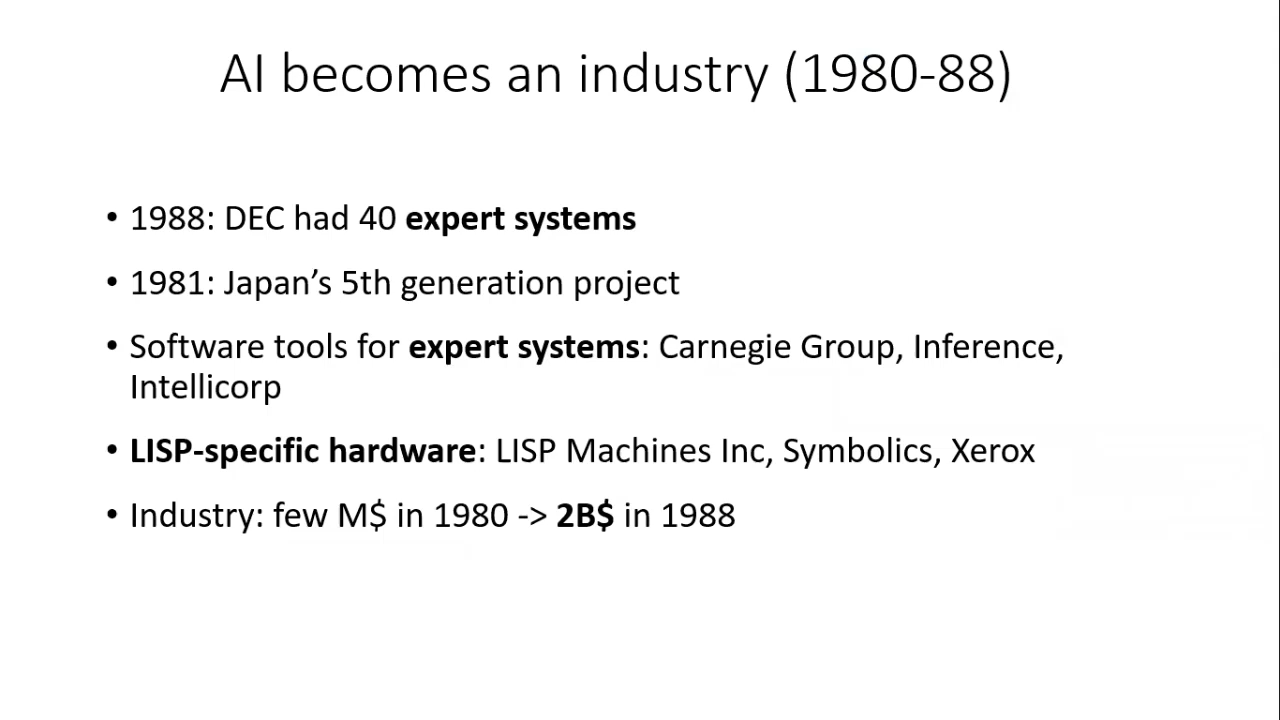 AI becomes an industry (1980-88)
• 1988: DEC had 40 expert systems
• 1981: Japan’s 5th generation project
• Software tools for expert systems: Carnegie Group, Inference,
Intellicorp
• LISP-specific hardware: LISP Machines Inc, Symbolics, Xerox
• Industry: few M$ in 1980 -> 2B$ in 1988